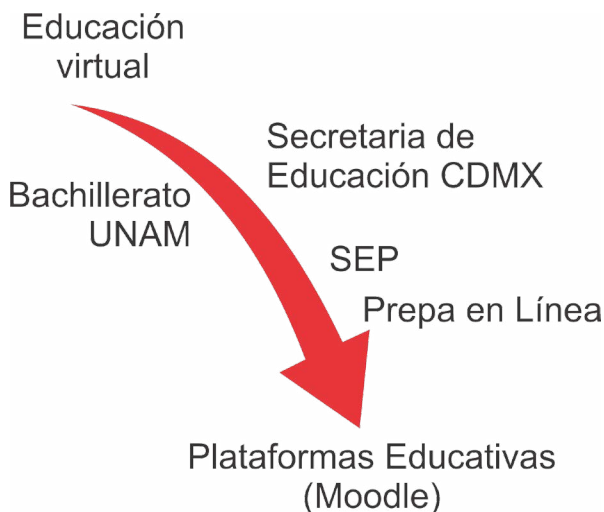 Educación
virtual
Secretaria de
Educación CDMX
Bachillerato
UNAM
SEP
Prepa en Línea
Plataformas Educativas
(Moodle)